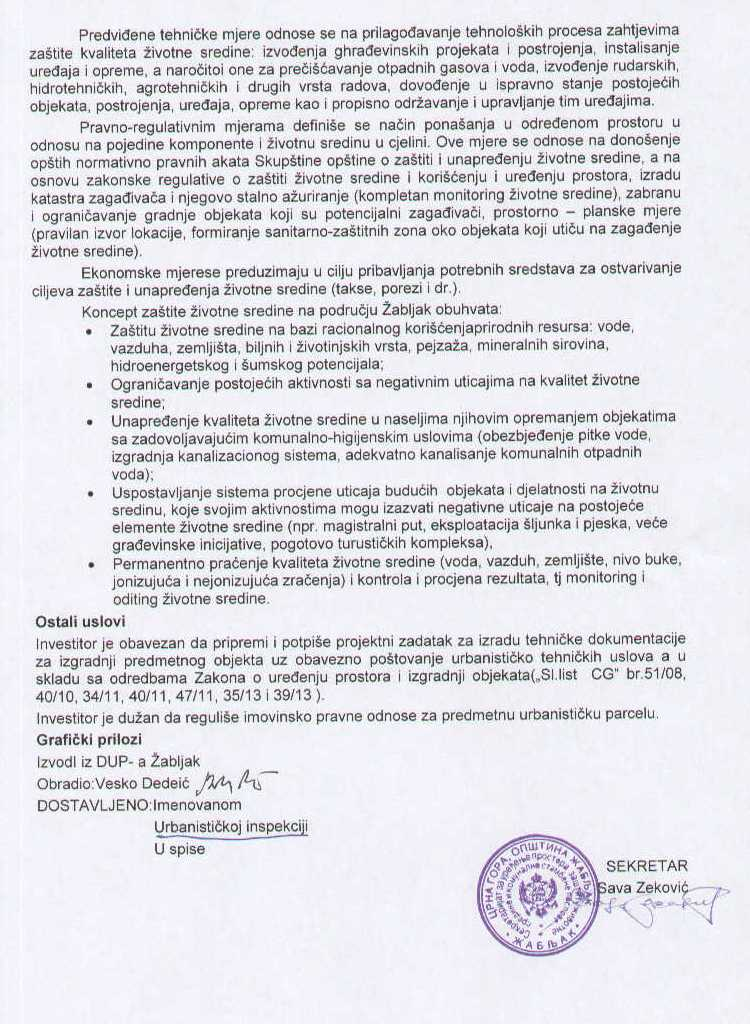 Predviđene tehničke mjere odnose se na prilagođavanje tehnoloških procesa zahtjevima
zaštite kvaliteta životne sredine: izvođenja ghrađevinskih projekata i postrojenja, instalisanje
uređaja i opreme, a naročitoi one za prečišćavanje otpadnih gasova i voda, izvođenje rudarskih,
hidrotehničkih, agrotehničkih i drugih vrsta radova, dovođenje u ispravno stanje postojećih
objekata, postrojenja, uređaja, opreme kao i propisno održavanje i upravljanje tim uređajima.
Pravno-regulativnim mjerama definiše se način ponašanja u određenom prostoru u
odnosu na pojedine komponente i životnu sredinu u cjelini. Ove mjere se odnose na donošenje
opštih normativno pravnih akata Skupštine opštine o zaštiti i unapređenju životne sredine, a na
osnovu zakonske regulative o zaštiti životne sredine i korišćenju i uređenju prostora, izradu
katastra zagađivača i njegovo stalno ažuriranje (kompletan monitoring životne sredine), zabranu
i ograničavanje gradnje objekata koji su potencijalni zagađivači, prostorno – planske mjere
(pravilan izvor lokacije, formiranje sanitarno-zaštitnih zona oko objekata koji utiču na zagađenje
životne sredine).
Ekonomske mjerese preduzimaju u cilju pribavljanja potrebnih sredstava za ostvarivanje
ciljeva zaštite i unapređenja životne sredine (takse, porezi i dr.).
Koncept zaštite životne sredine na području Žabljak obuhvata:
• Zaštitu životne sredine na bazi racionalnog korišćenjaprirodnih resursa: vode,
vazduha, zemljišta, biljnih i životinjskih vrsta, pejzaža, mineralnih sirovina,
hidroenergetskog i šumskog potencijala;
• Ograničavanje postojećih aktivnosti sa negativnim uticajima na kvalitet životne
sredine;
• Unapređenje kvaliteta životne sredine u naseljima njihovim opremanjem objekatima
sa zadovoljavajućim komunalno-higijenskim uslovima (obezbjeđenje pitke vode,
izgradnja kanalizacionog sistema, adekvatno kanalisanje komunalnih otpadnih
voda);
• Uspostavljanje sistema procjene uticaja budućih objekata i djelatnosti na životnu
sredinu, koje svojim aktivnostima mogu izazvati negativne uticaje na postojeće
elemente životne sredine (npr. magistralni put, eksploatacija šljunka i pjeska, veće
građevinske inicijative, pogotovo turističkih kompleksa),
• Permanentno praćenje kvaliteta životne sredine (voda, vazduh, zemljište, nivo buke,
jonizujuća i nejonizujuća zračenja) i kontrola i procjena rezultata, tj monitoring i
oditing životne sredine.
Ostali uslovi
Investitor je obavezan da pripremi i potpiše projektni zadatak za izradu tehničke dokumentacije
za izgradnji predmetnog objekta uz obavezno poštovanje urbanističko tehničkih uslova a u
skladu sa odredbama Zakona o uređenju prostora i izgradnji objekata(„Sl.list CG“ br.51/08,
40/10, 34/11, 40/11, 47/11, 35/13 i 39/13 ).
Investitor je dužan da reguliše imovinsko pravne odnose za predmetnu urbanističku parcelu.
Grafički prilozi
Izvodl iz DUP- a Žabljak
Obradio:Vesko Dedeić
DOSTAVLJENO:Imenovanom
Urbanističkoj inspekciji
U spise
ЦРНА ГОРА, ОПШТИНА ЖАБЉАК
Секретаријат за уређење простора
ЖАБЉАК
SEKRETAR
Sava Zeković